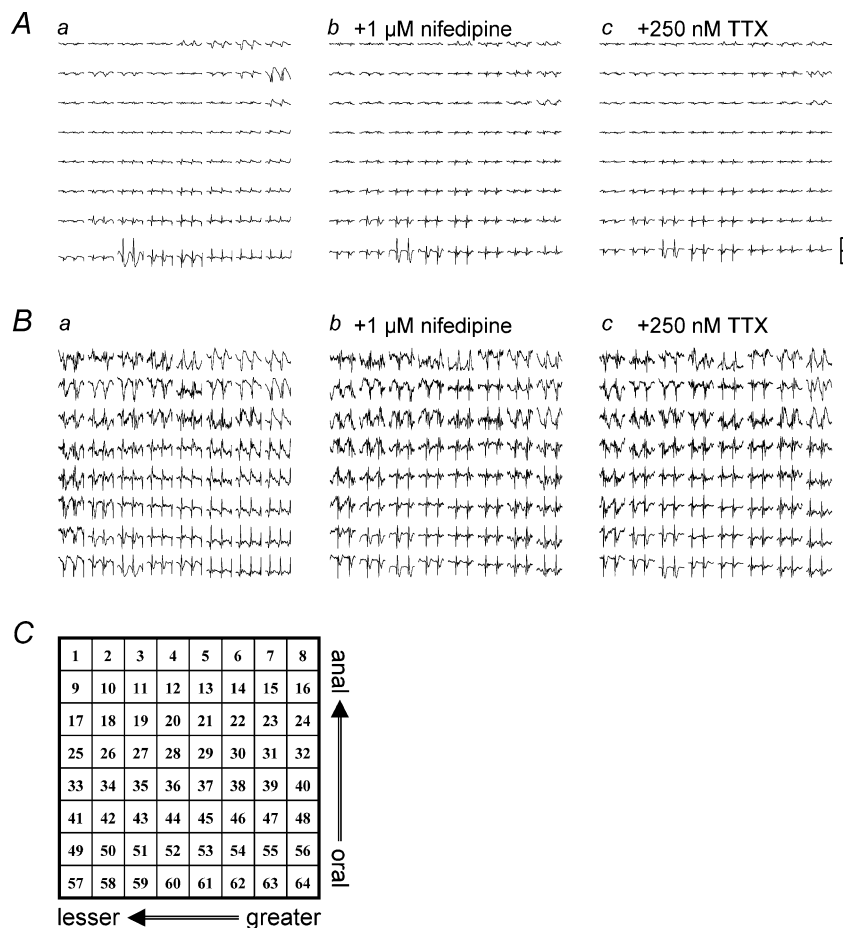 A
a
b +1 µM nifedipine
c +250 nM TTX
B
a
b +1 µM nifedipine
c +250 nM TTX
C
1 2 3 4 5 6 7 8
9 10 11 12 13 14 15 16
17 18 19 20 21 22 23 24
25 26 27 28 29 30 31 32
33 34 35 36 37 38 39 40
41 42 43 44 45 46 47 48
49 50 51 52 53 54 55 56
57 58 59 60 61 62 63 64
anal
oral
lesser
greater